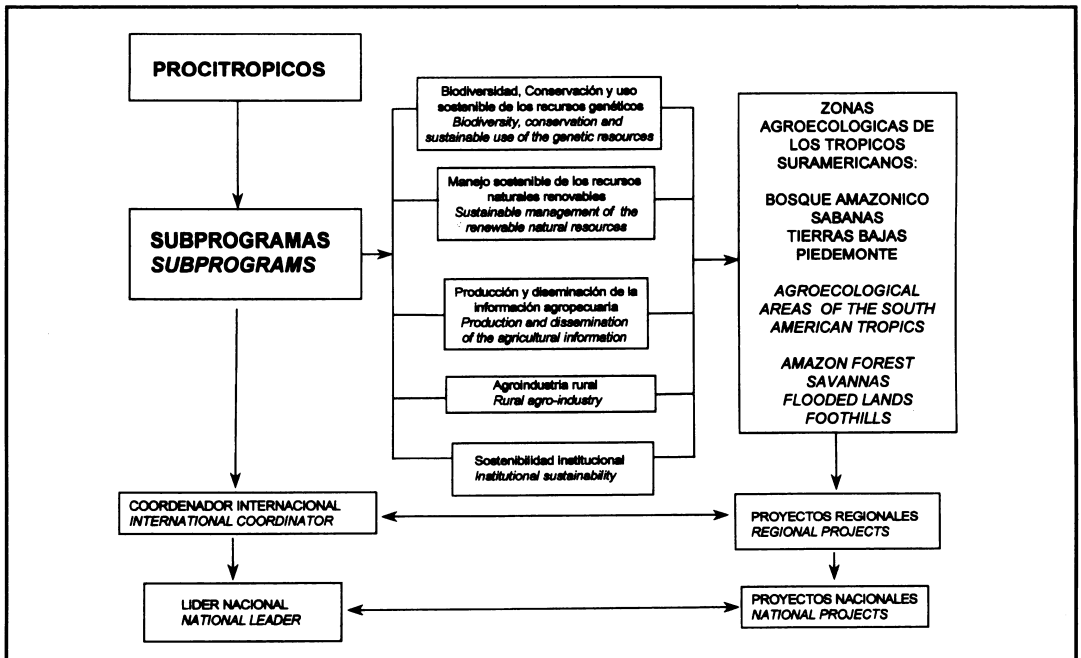 PROCITROPICOS
SUBPROGRAMAS
SUBPROGRAMS
Biodiversidad, Conservación y uso
sostenible de los recursos genéticos
Biodiversity, conservation and
sustainable use of the genetic resources
Manejo sostenible de los recursos
naturales renovables
Sustainable management of the
renewable natural resources
Producción y diseminación de la
información agropecuaria
Production and dissemination
of the agricultural information
Agroindustria rural
Rural agro-industry
Sostenibilidad Institucional
Institutional sustainability
ZONAS
AGROECOLOGICAS DE
LOS TROPICOS
SURAMERICANOS:
BOSQUE AMAZONICO
SABANAS
TIERRAS BAJAS
PIEDEMONTE
AGROECOLOGICAL
AREAS OF THE SOUTH
AMERICAN TROPICS
AMAZON FOREST
SAVANNAS
FLOODED LANDS
FOOTHILLS
COORDENADOR INTERNACIONAL
INTERNATIONAL COORDINATOR
PROYECTOS REGIONALES
REGIONAL PROJECTS
LIDER NACIONAL
NATIONAL LEADER
PROYECTOS NACIONALES
NATIONAL PROJECTS